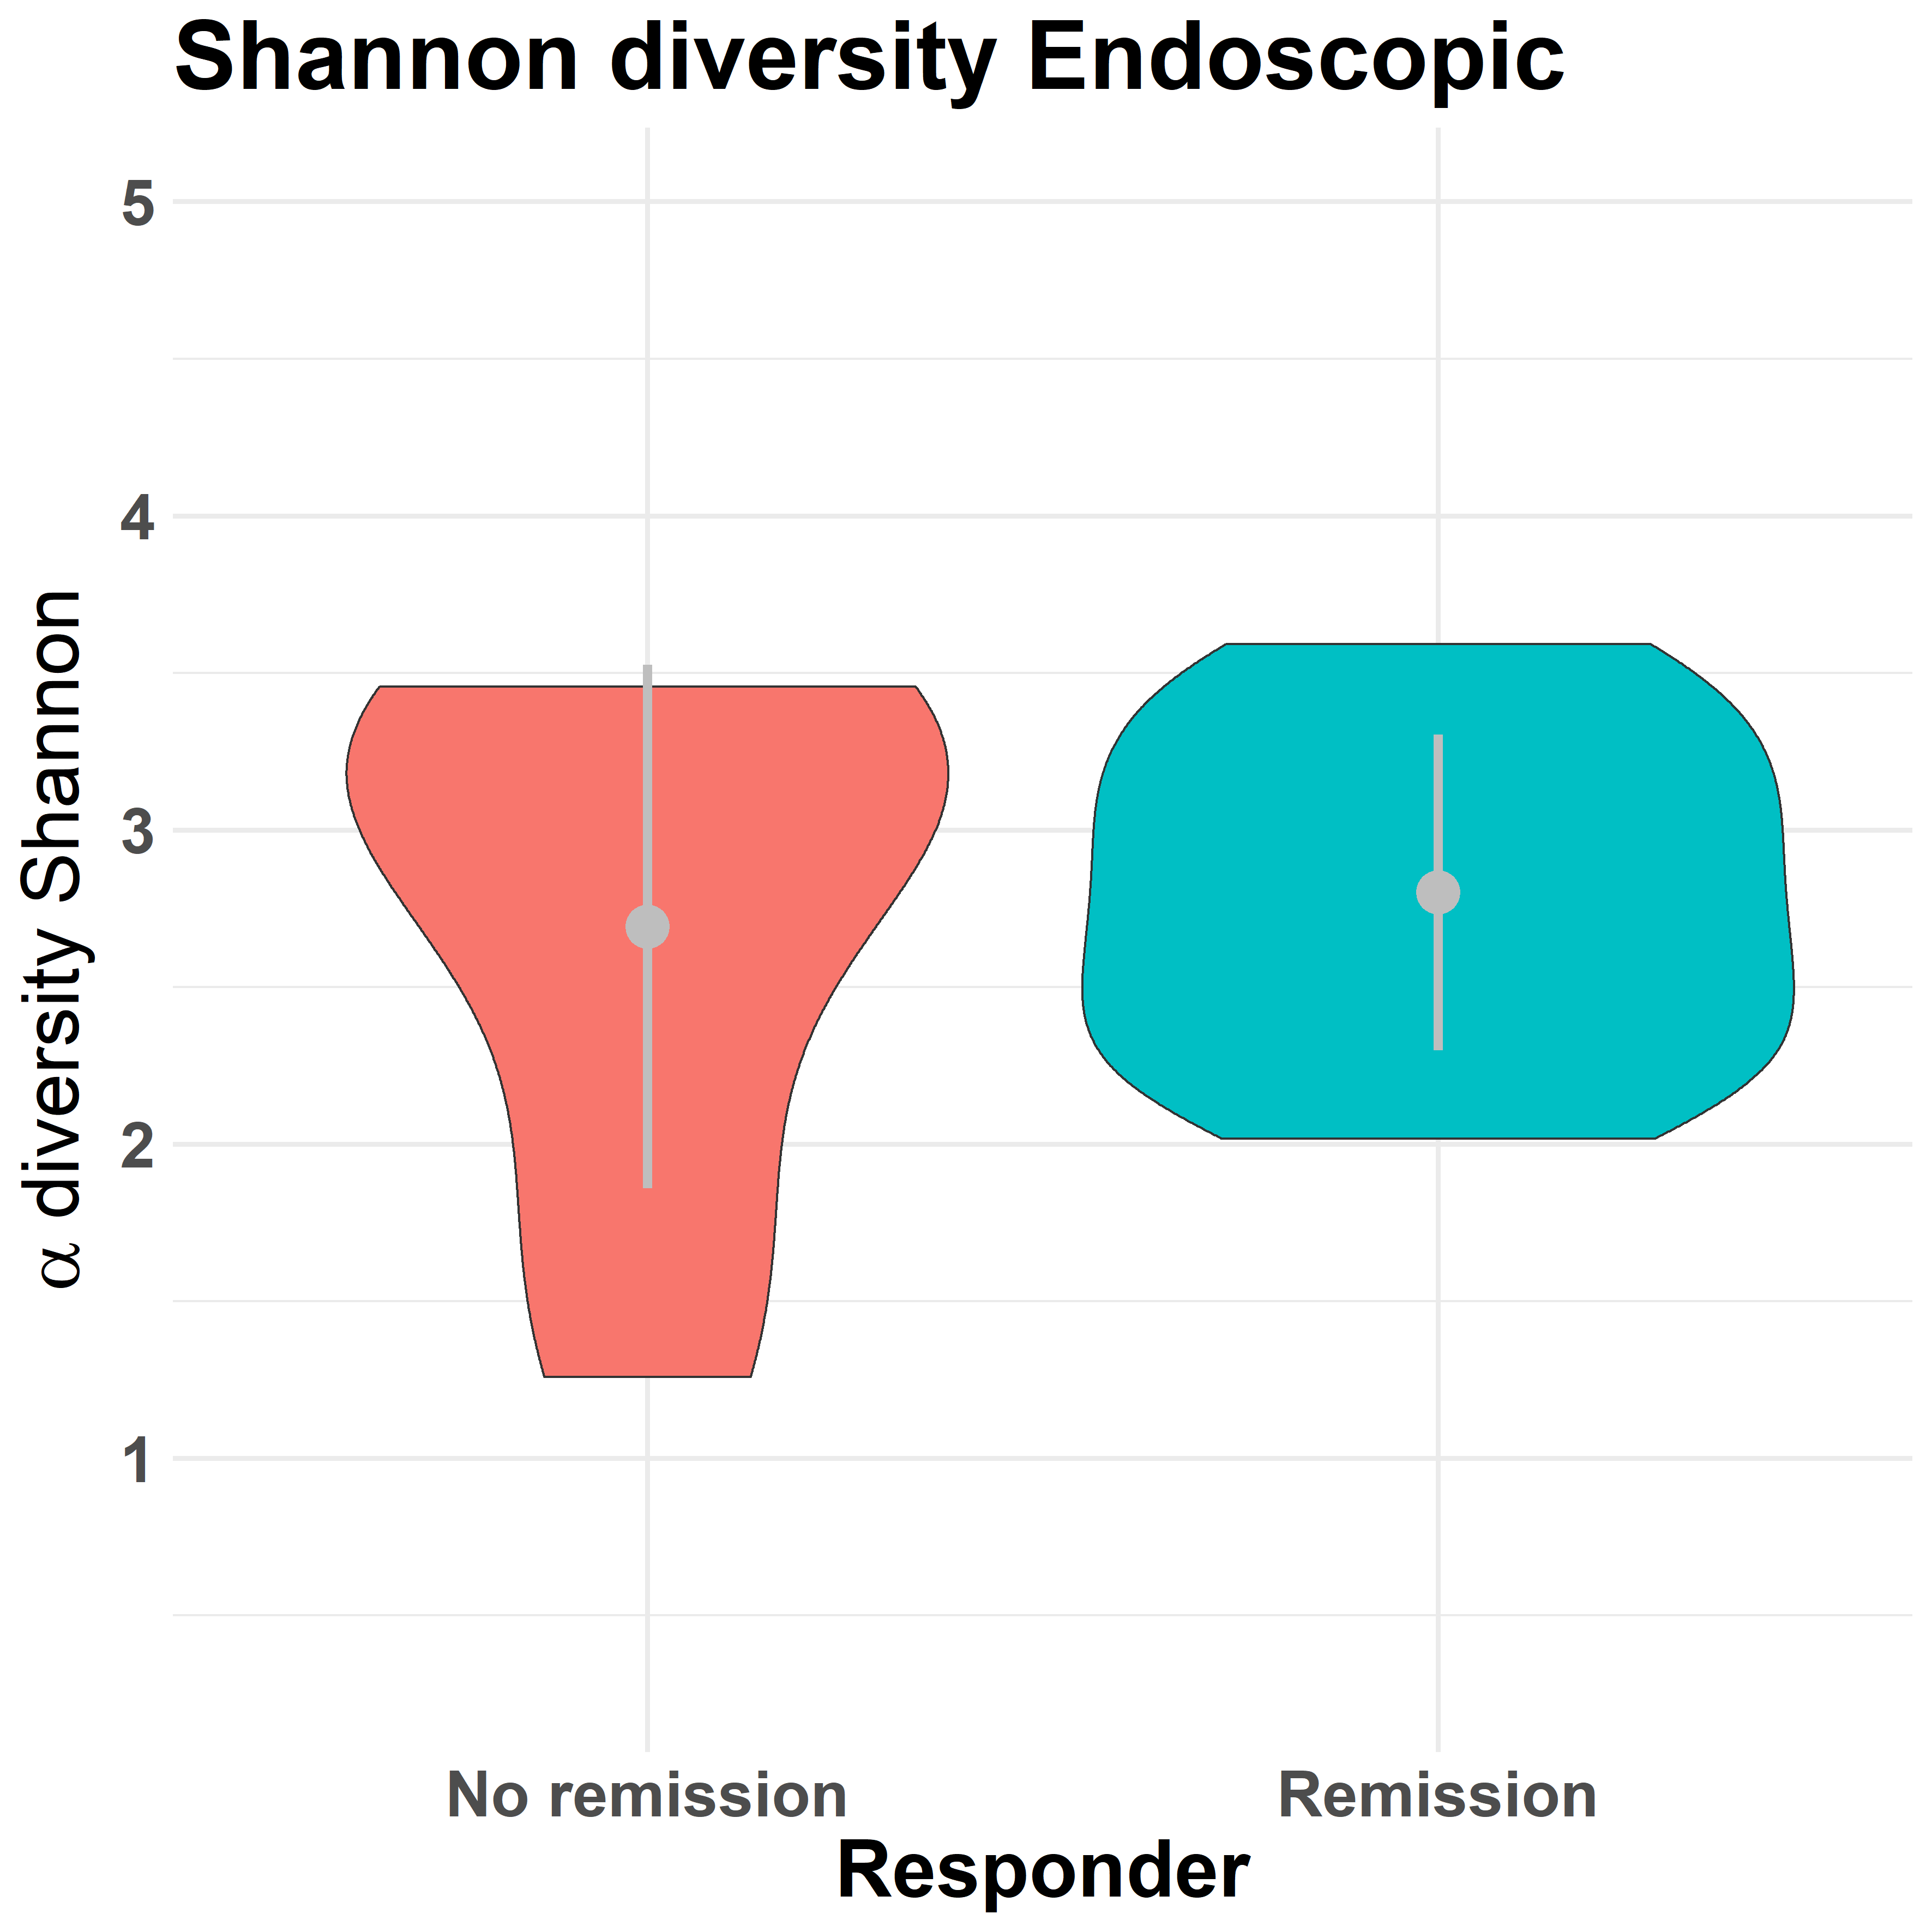 Shannon diversity Endoscopic
α diversity Shannon
5
4
3
2
1
No remission
Remission
Responder